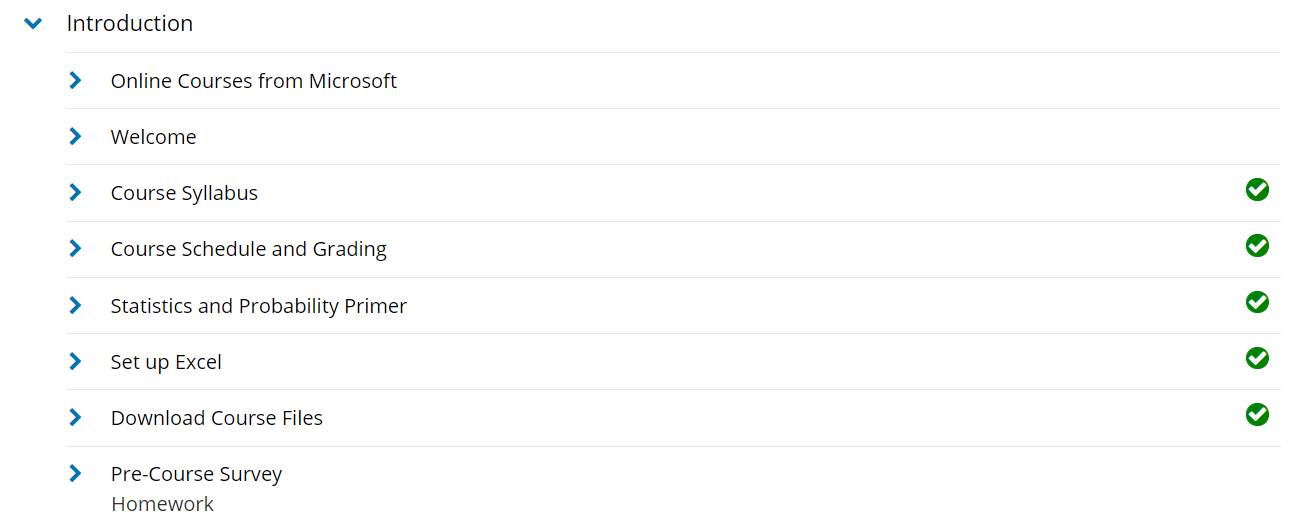 Introduction
Online Courses from Microsoft
Welcome
Course Syllabus
Course Schedule and Grading
Statistics and Probability Primer
Set up Excel
Download Course Files
Pre-Course Survey
Homework